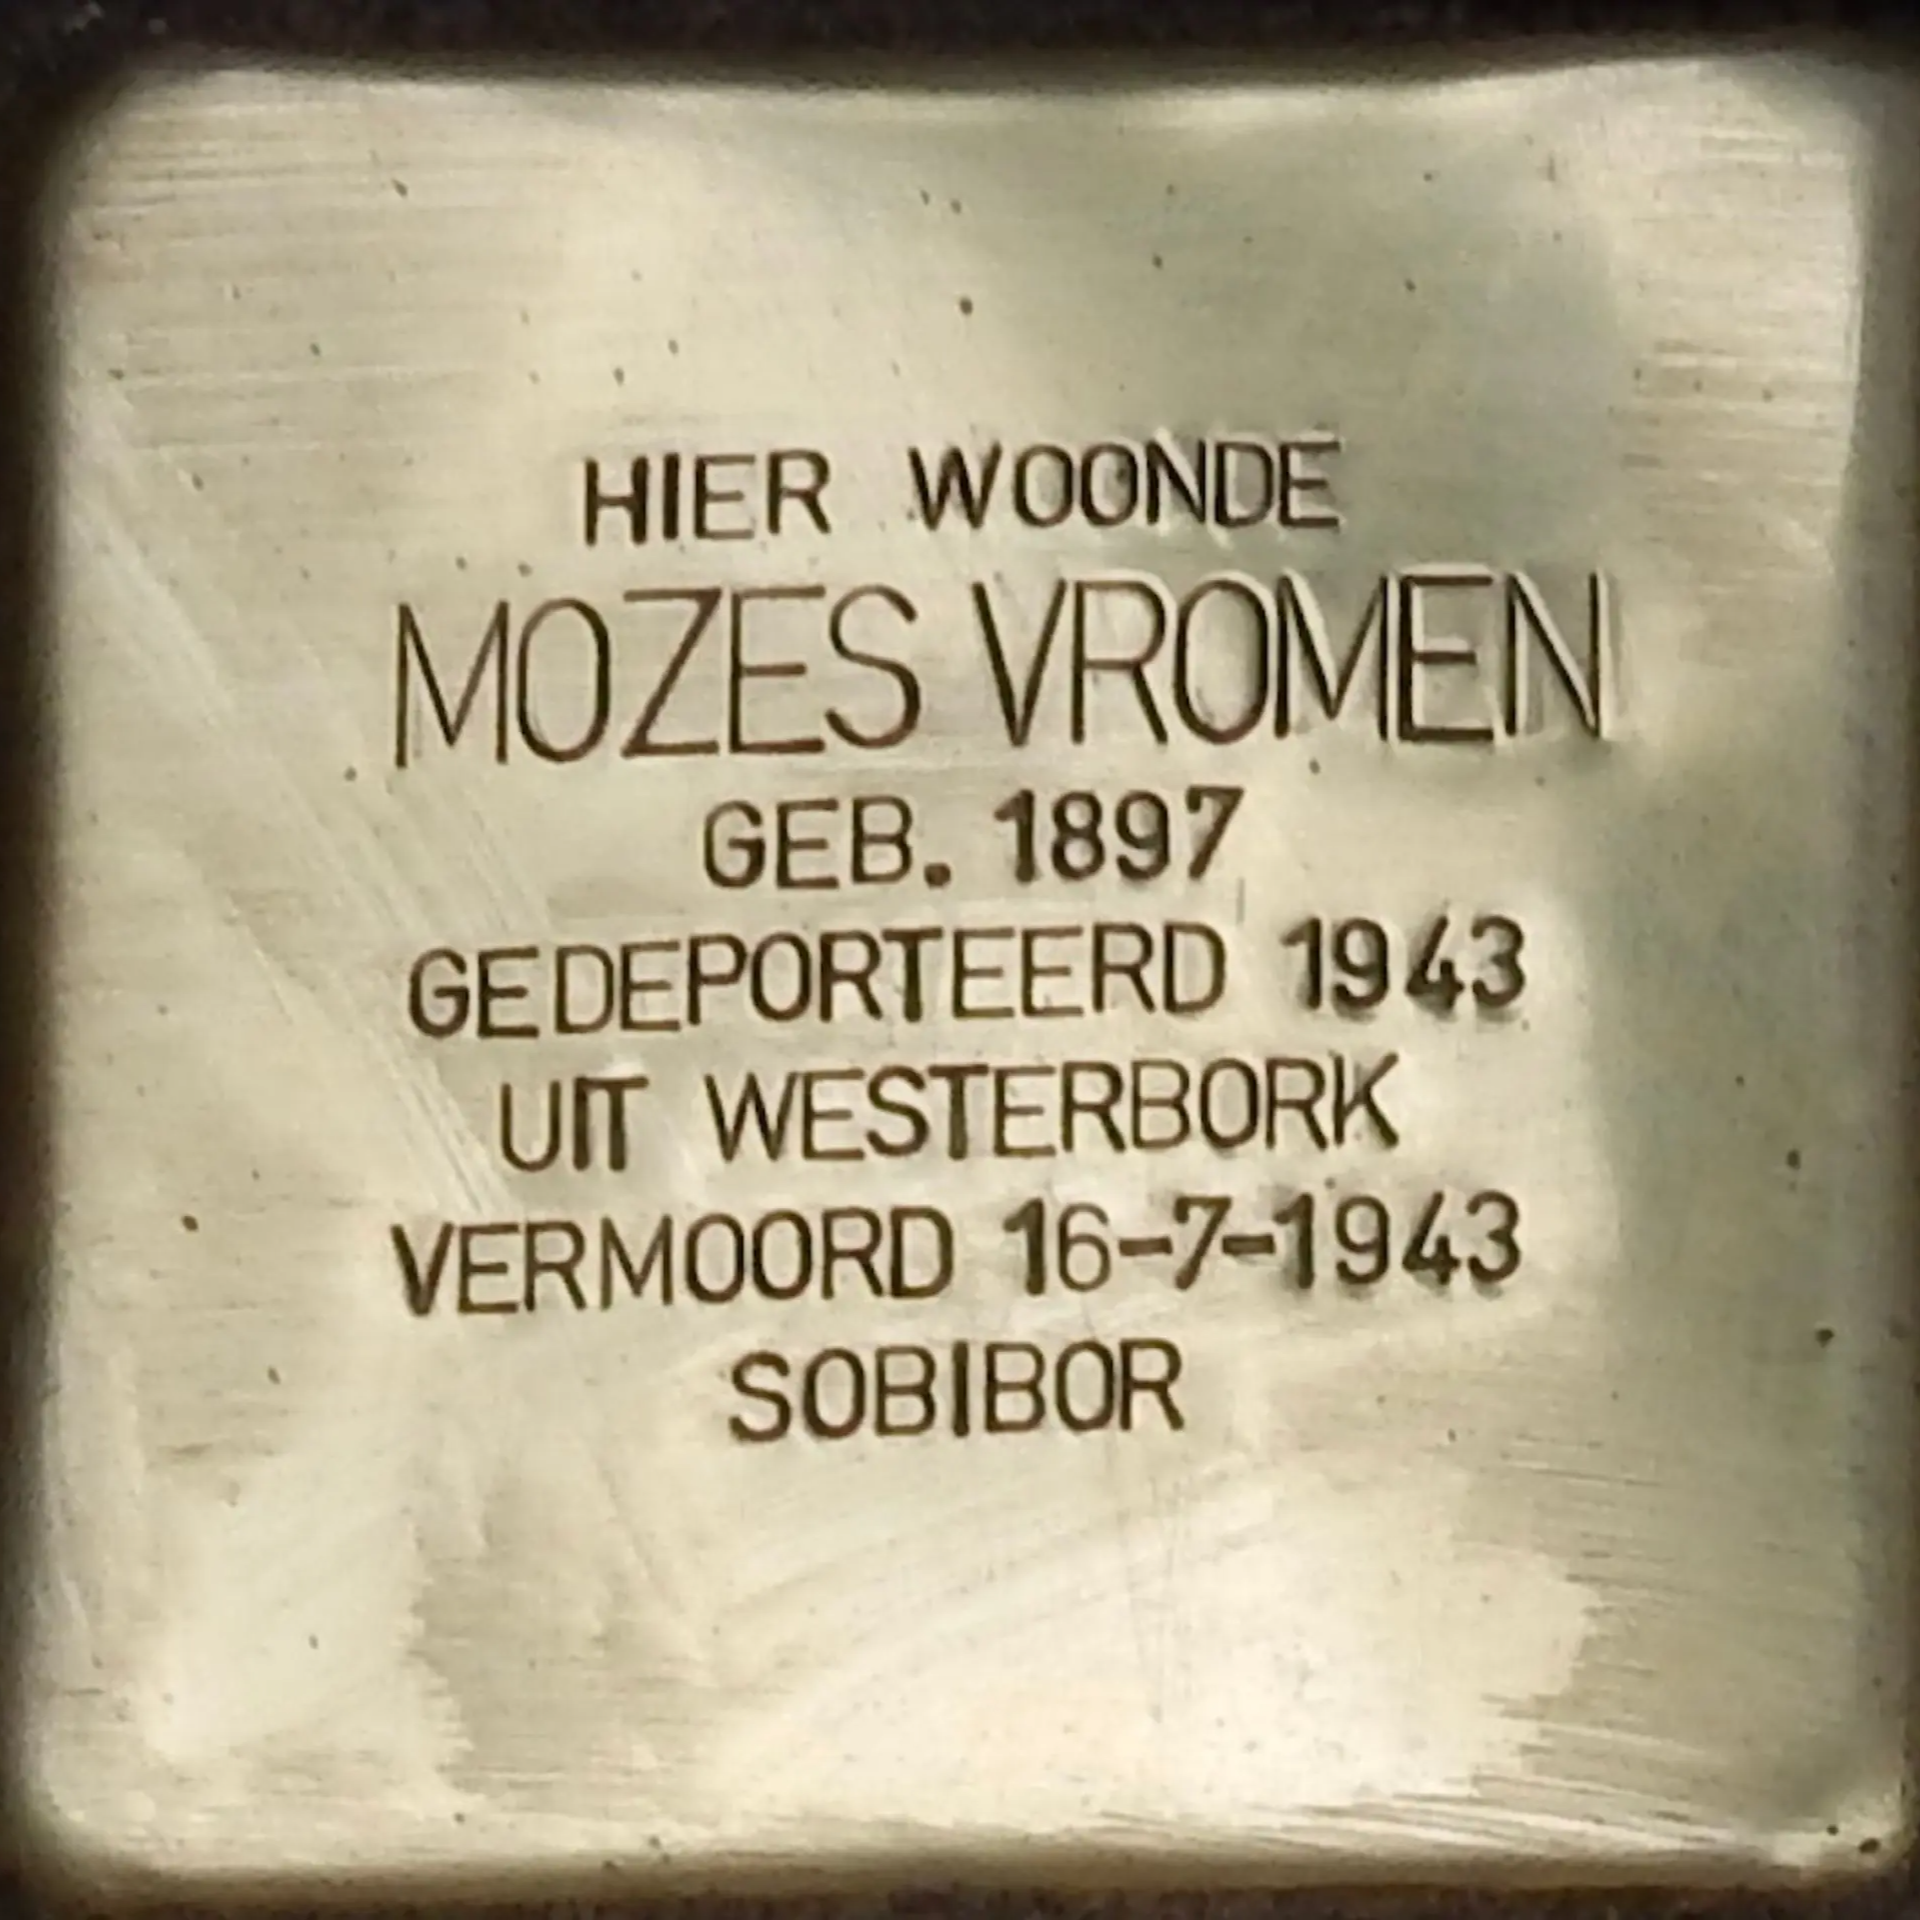 HIER WOONDE
MOZES VROMEN
GEB. 1897
GEDEPORTEERD 1943
UIT WESTERBORK
VERMOORD 16-7-1943
SOBIBOR